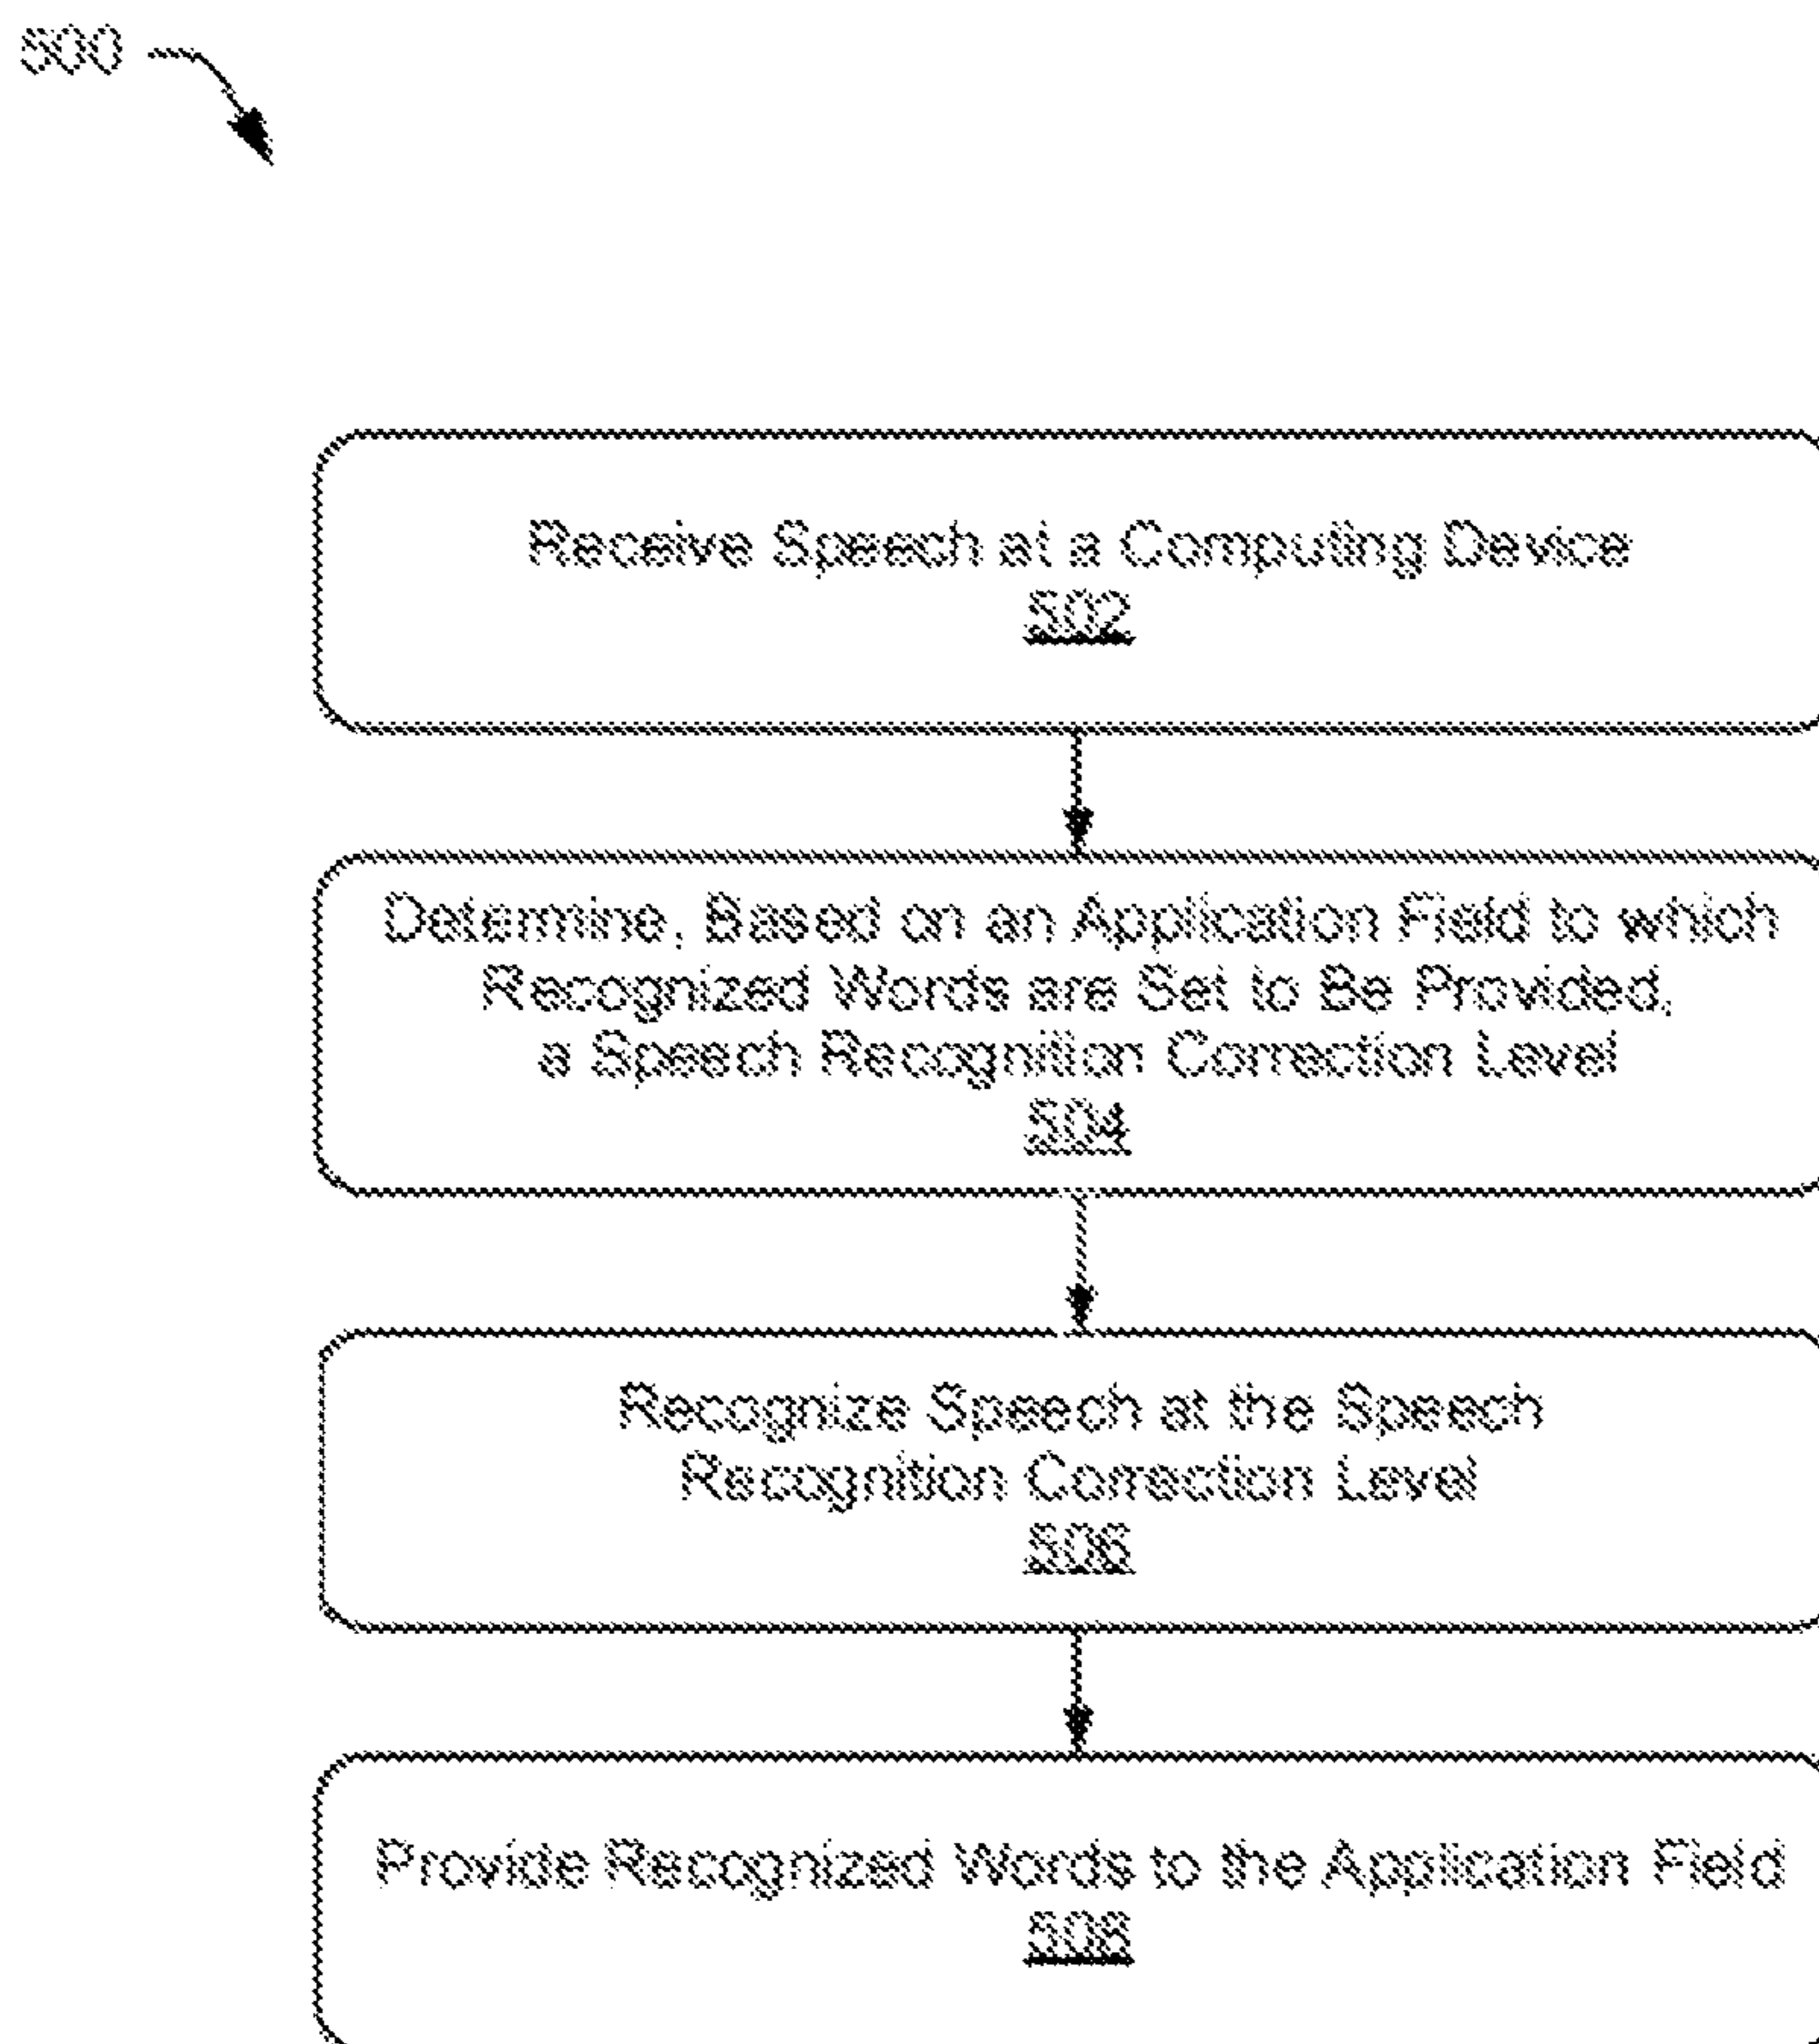 500
Receive Speech at a Computing Device
502
Determine, Based on an Application Field to which
Recognized Words are Set to Be Provided,
a Speech Recognition Correction Level
504
Recognize Speech at the Speech
Recognition Correction Level
506
Provide Recognized Words to the Application Field
508